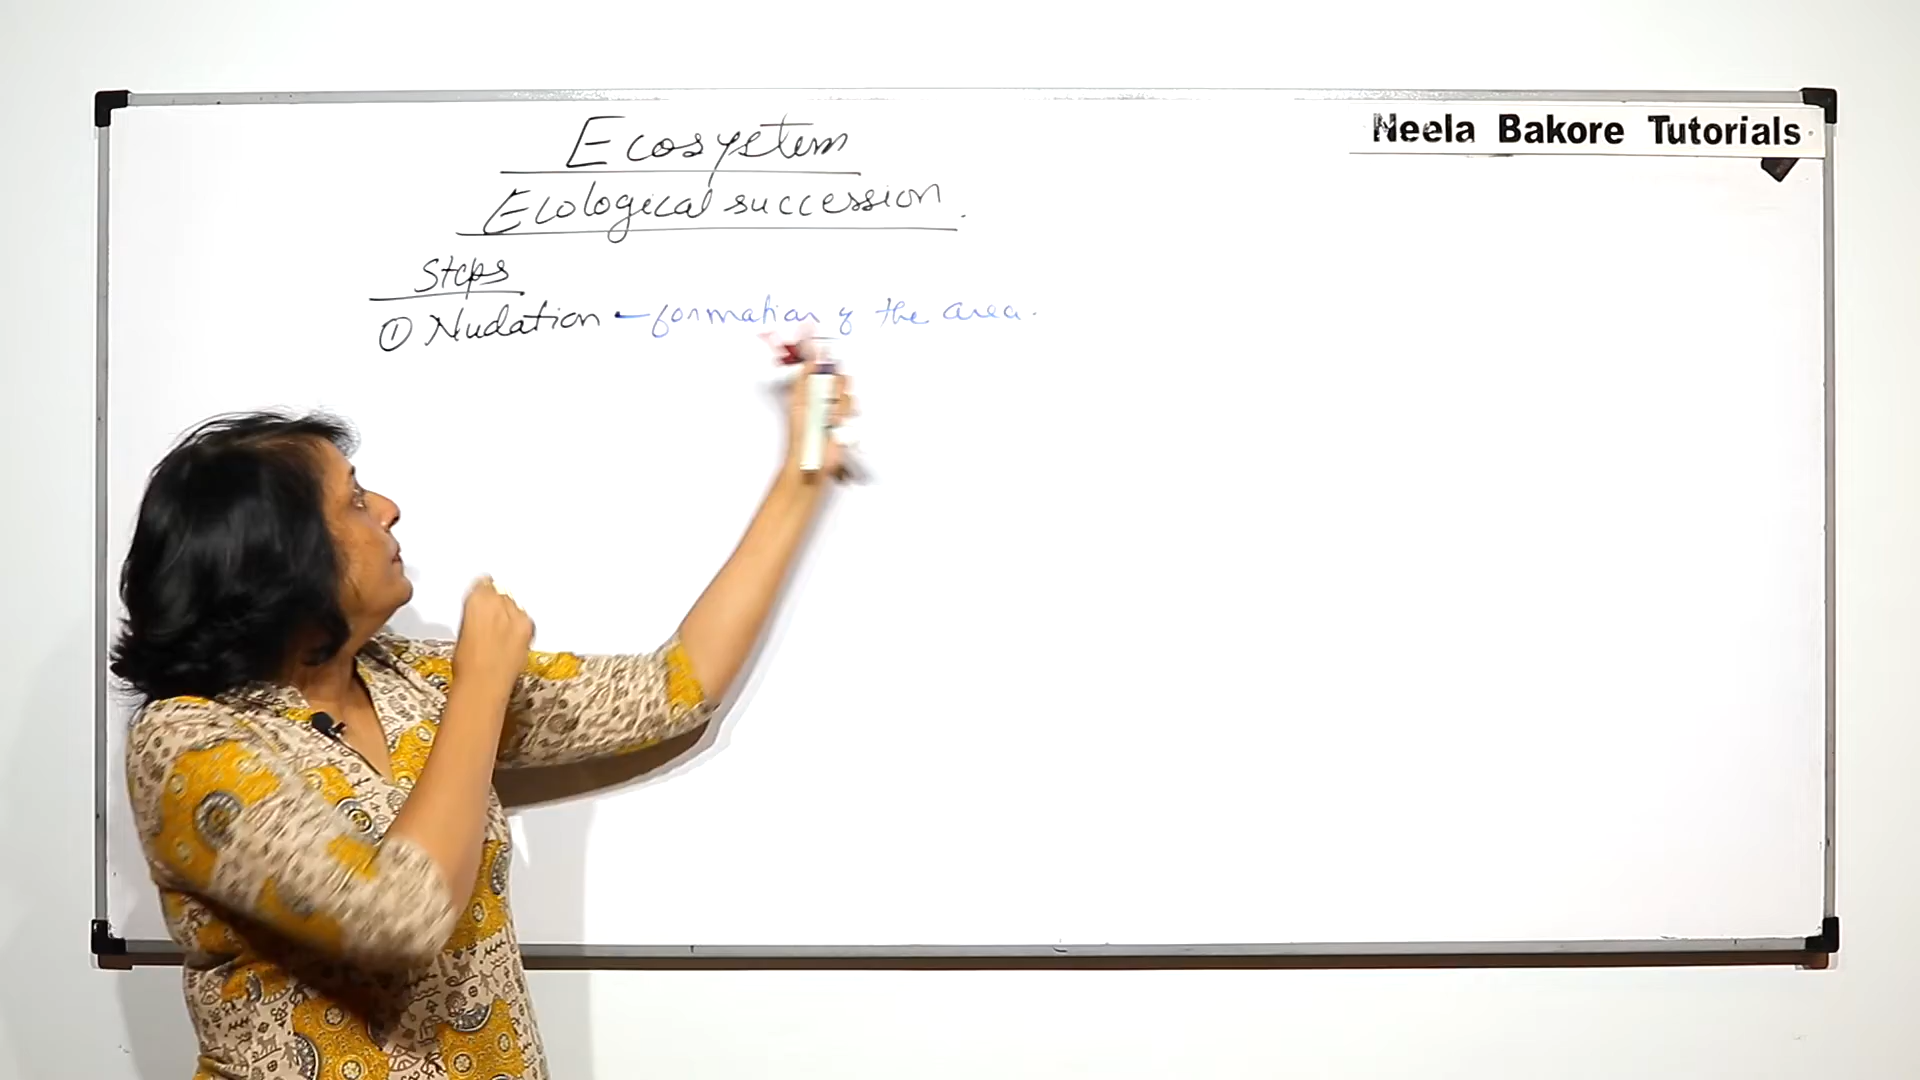 Neela Bakore Tutorials
Ecosystem
Ecological succession.
Steps
① Nudation - formation of the area.